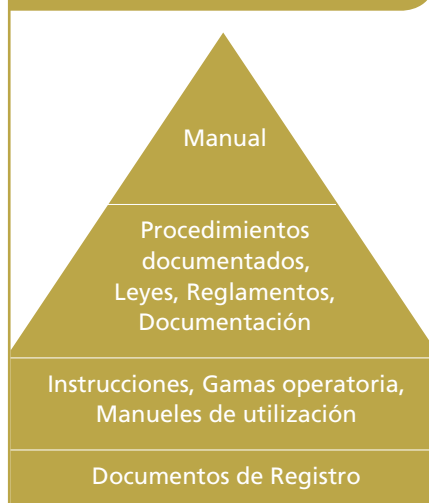 Manual
Procedimientos
documentados,
Leyes, Reglamentos,
Documentación
Instrucciones, Gamas operatoria,
Manueles de utilización
Documentos de Registro